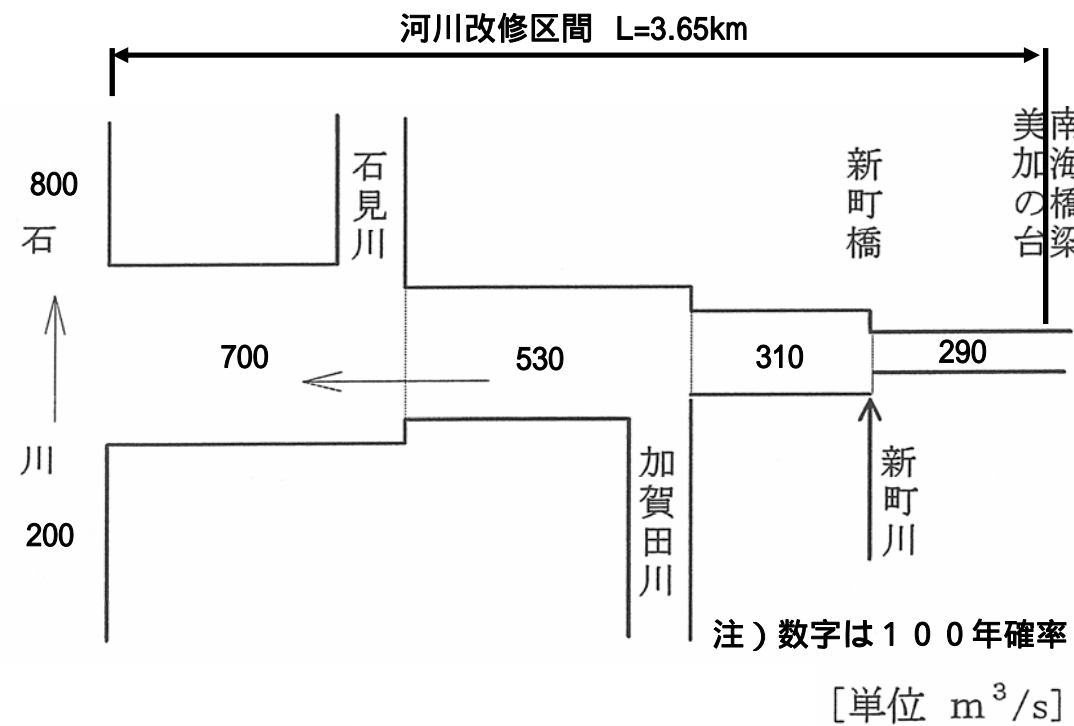 河川改修区間 L=3.65km
美加の台
南海橋梁
新町橋
石見川
800
石
川
200
700
530
310
290
加賀田川
新町川
注)数字は100年確率
[単位 m³/s]